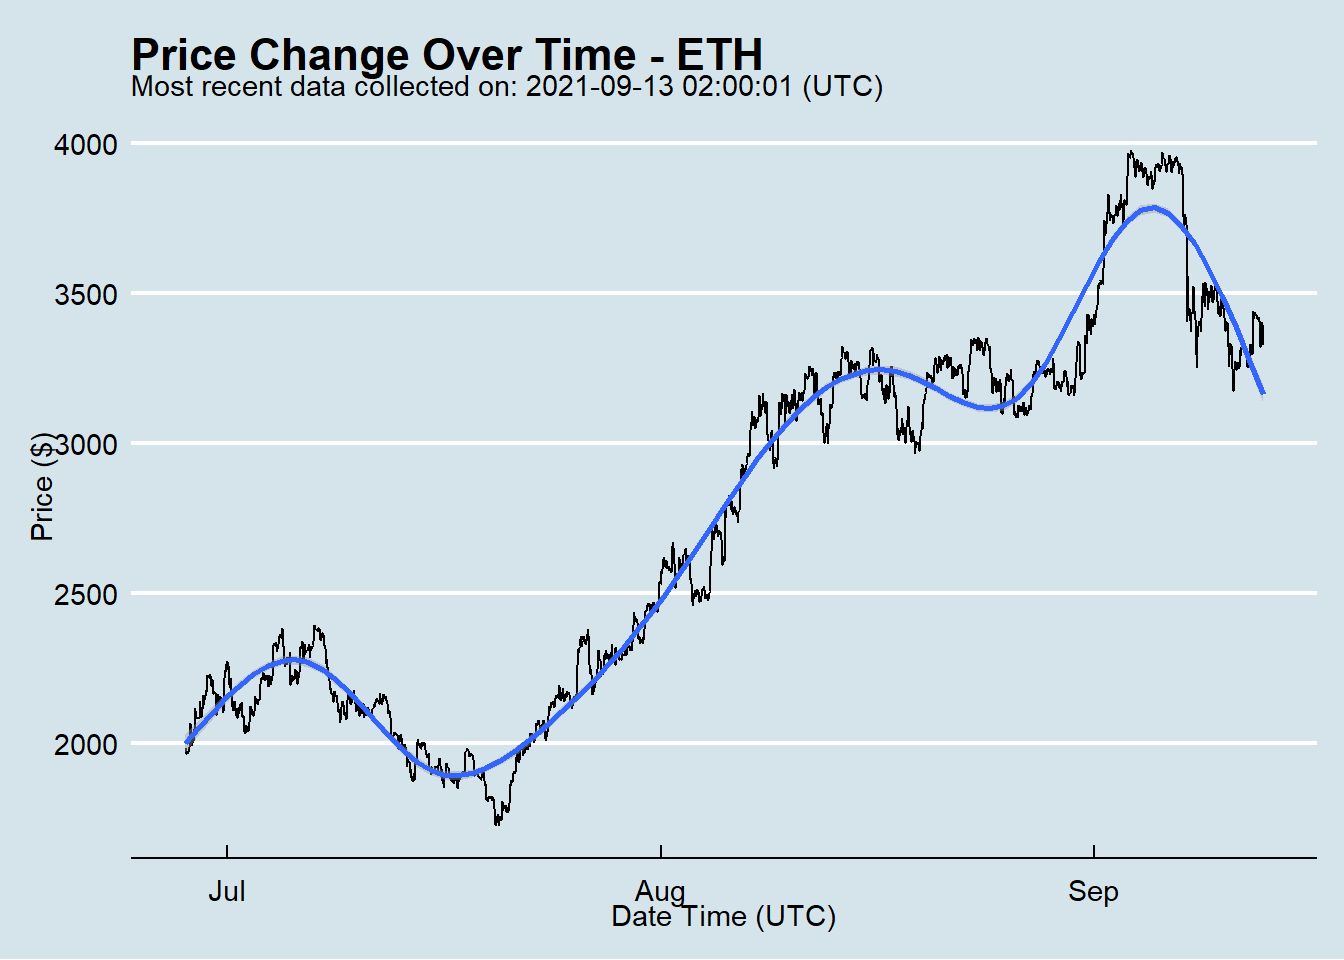 Price Change Over Time - ETH
Most recent data collected on: 2021-09-13 02:00:01 (UTC)
4000
3500
3000
2500
2000
Price ($)
Jul
Aug
Sep
Date Time (UTC)